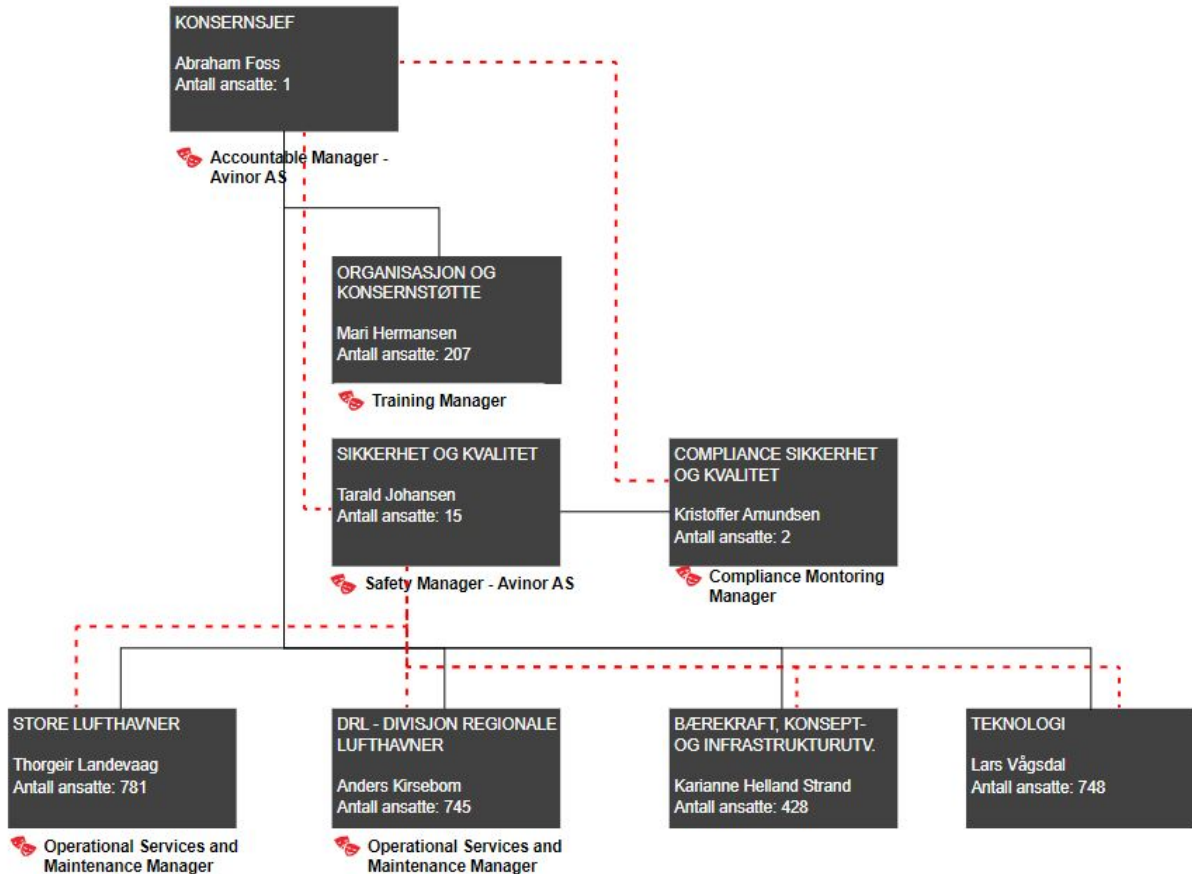 KONSERNSJEF
Abraham Foss
Antall ansatte: 1
Accountable Manager -
Avinor AS
ORGANISASJON OG
KONSERNSTØTTE
Mari Hermansen
Antall ansatte: 207
Training Manager
SIKKERHET OG KVALITET
Tarald Johansen
Antall ansatte: 15
Safety Manager - Avinor AS
COMPLIANCE SIKKERHET
OG KVALITET
Kristoffer Amundsen
Antall ansatte: 2
Compliance Montoring
Manager
STORE LUFTHAVNER
Thorgeir Landevaag
Antall ansatte: 781
Operational Services and
Maintenance Manager
DRL - DIVISJON REGIONALE
LUFTHAVNER
Anders Kirsebom
Antall ansatte: 745
Operational Services and
Maintenance Manager
BÆREKRAFT, KONSEPT-
OG INFRASTRUKTURUTV.
Karianne Helland Strand
Antall ansatte: 428
TEKNOLOGI
Lars Vågsdal
Antall ansatte: 748